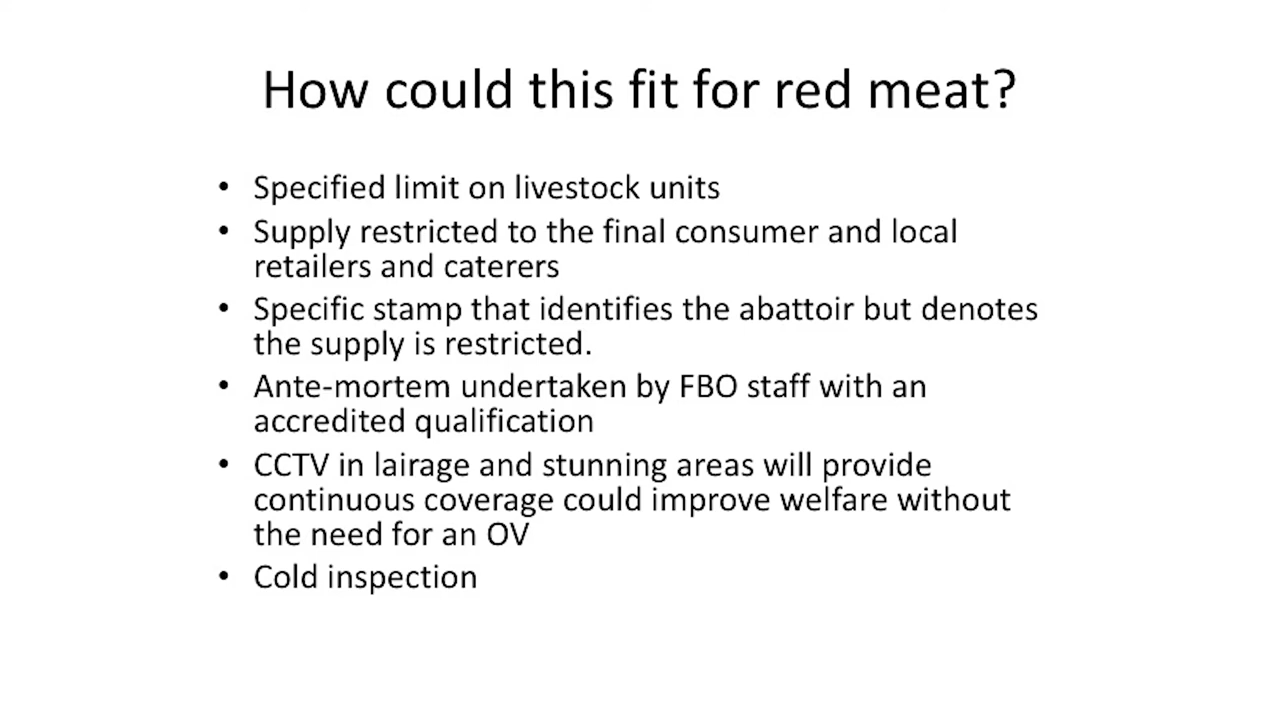 How could this fit for red meat?
• Specified limit on livestock units
• Supply restricted to the final consumer and local
retailers and caterers
• Specific stamp that identifies the abattoir but denotes
the supply is restricted.
• Ante-mortem undertaken by FBO staff with an
accredited qualification
• CCTV in lairage and stunning areas will provide
continuous coverage could improve welfare without
the need for an OV
• Cold inspection